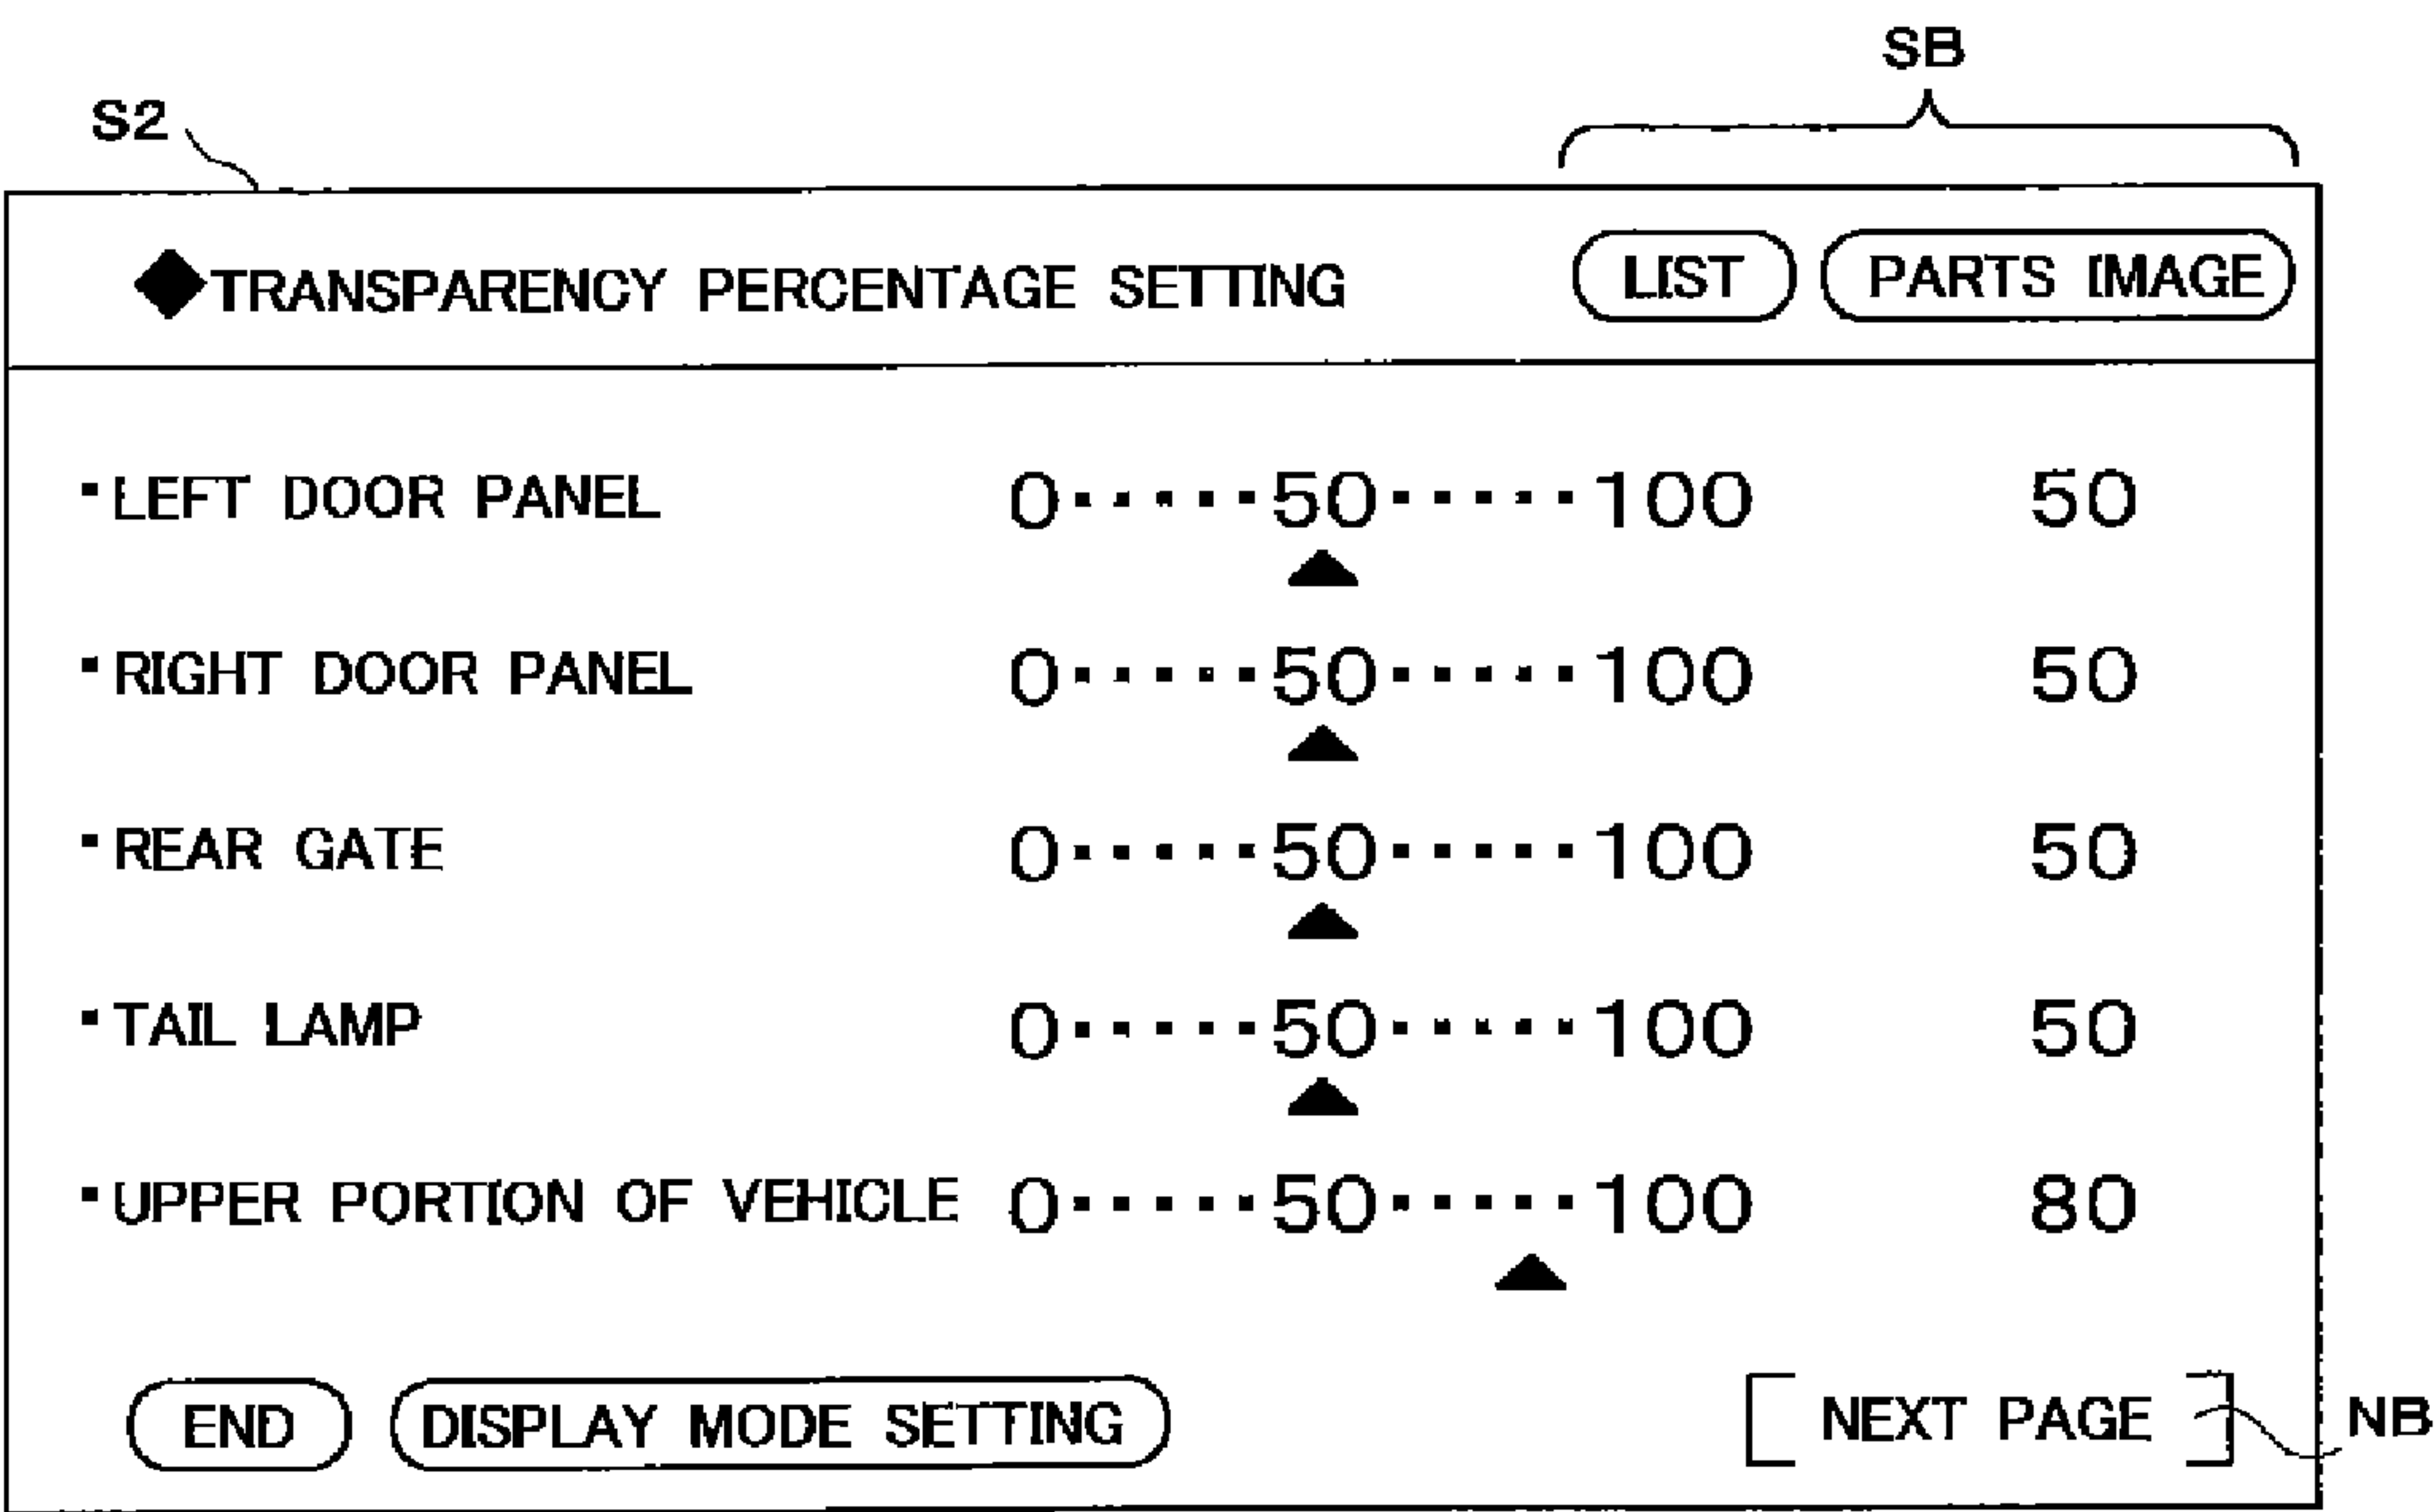 SB
S2
◆TRANSPARENCY PERCENTAGE SETTING LIST PARTS IMAGE
·LEFT DOOR PANEL 0·····50·····100 50
·RIGHT DOOR PANEL 0·····50·····100 50
·REAR GATE 0·····50·····100 50
·TAIL LAMP 0·····50·····100 50
·UPPER PORTION OF VEHICLE 0·····50·····100 80
END DISPLAY MODE SETTING [NEXT PAGE] NB